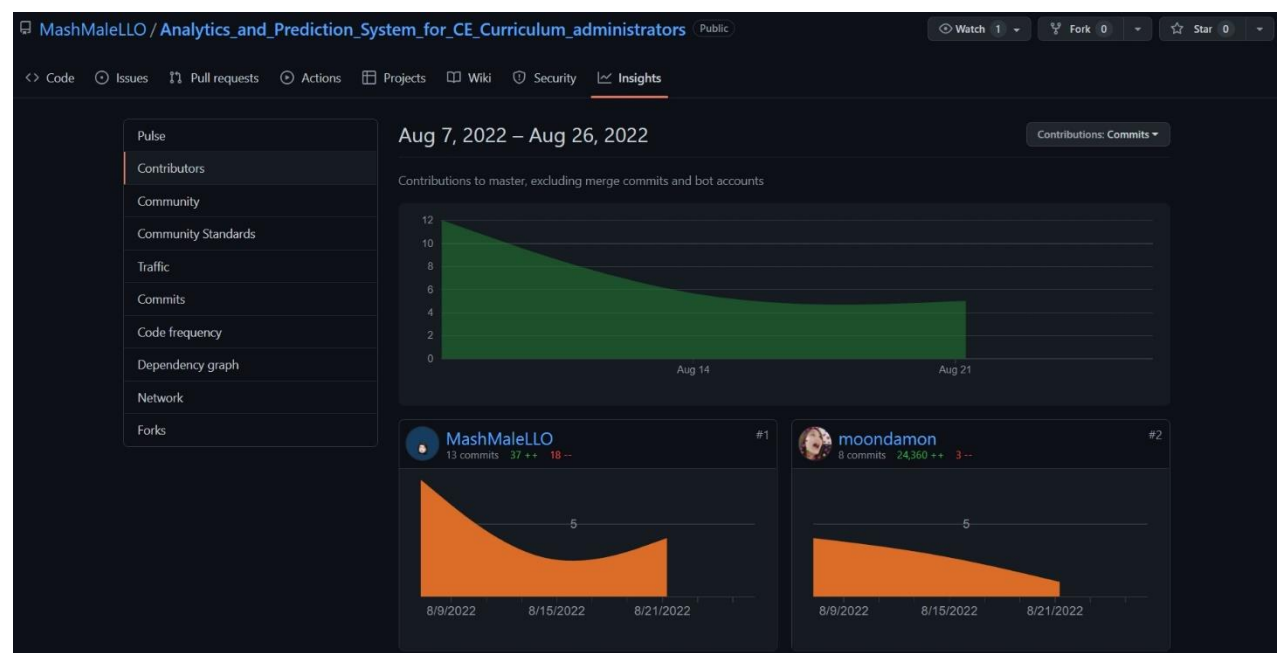 MashMaleLLO / Analytics_and_Prediction_System_for_CE_Curriculum_administrators Public
Watch 1 Fork 0 Star 0
Code Issues Pull requests Actions Projects Wiki Security Insights
Pulse
Contributors
Community
Community Standards
Traffic
Commits
Code frequency
Dependency graph
Network
Forks
Aug 7, 2022 – Aug 26, 2022
Contributions: Commits
Contributions to master, excluding merge commits and bot accounts
12
10
8
6
4
2
0
Aug 14 Aug 21
MashMaleLLO #1
13 commits 37 ++ 18 --
5
8/9/2022 8/15/2022 8/21/2022
moondamon #2
8 commits 24,360 ++ 3 --
5
8/9/2022 8/15/2022 8/21/2022